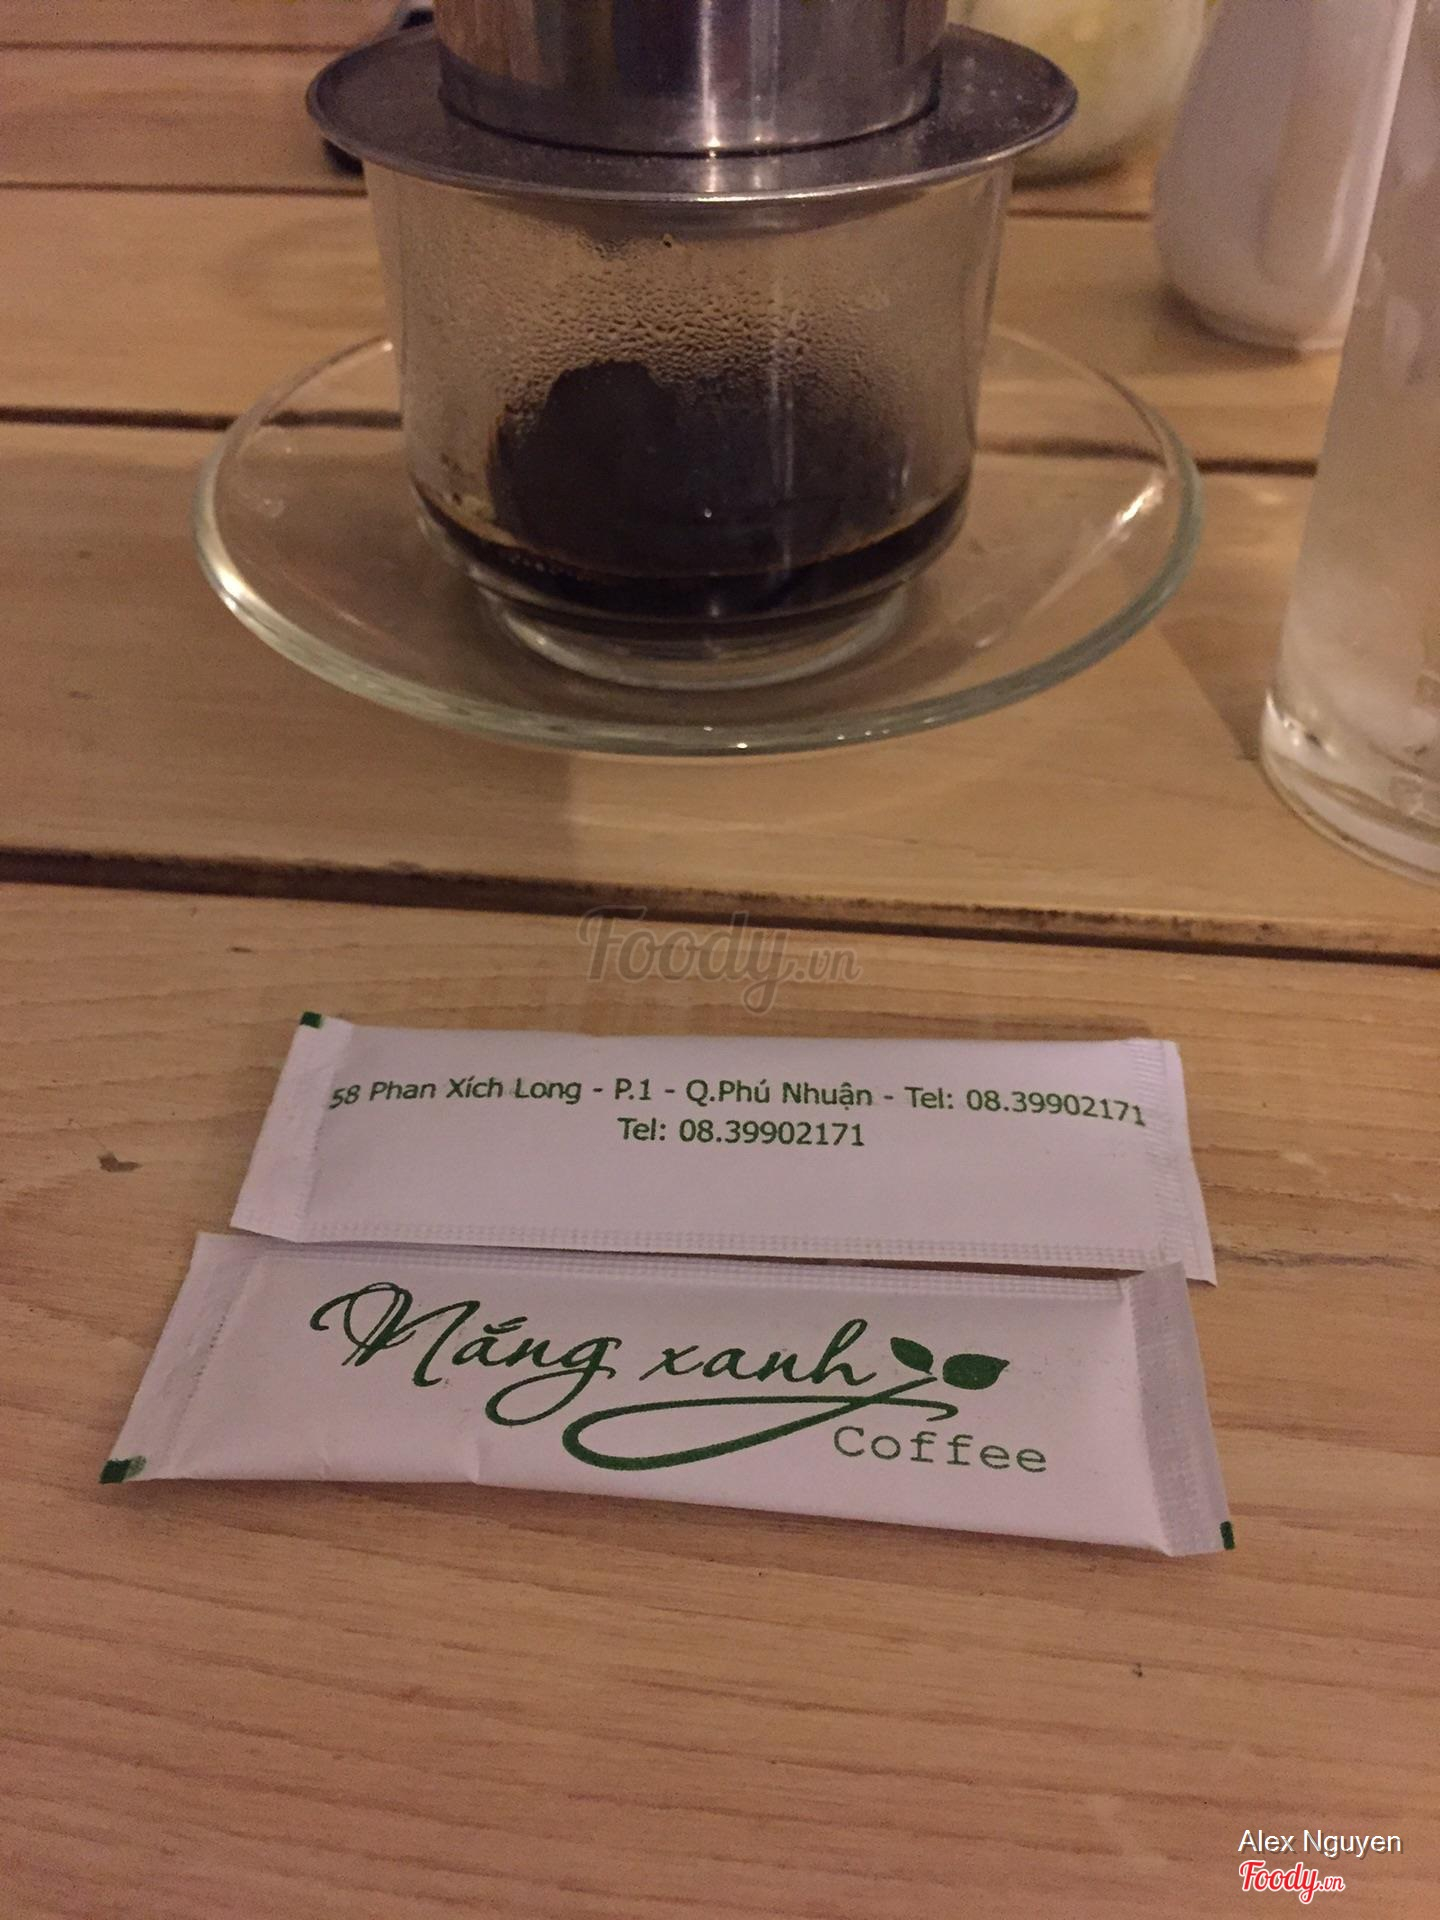 Foody.vn
58 Phan Xích Long - P.1 - Q.Phú Nhuận - Tel: 08.39902171
Tel: 08.39902171
Nắng xanh
Coffee
Alex Nguyen
Foody.vn